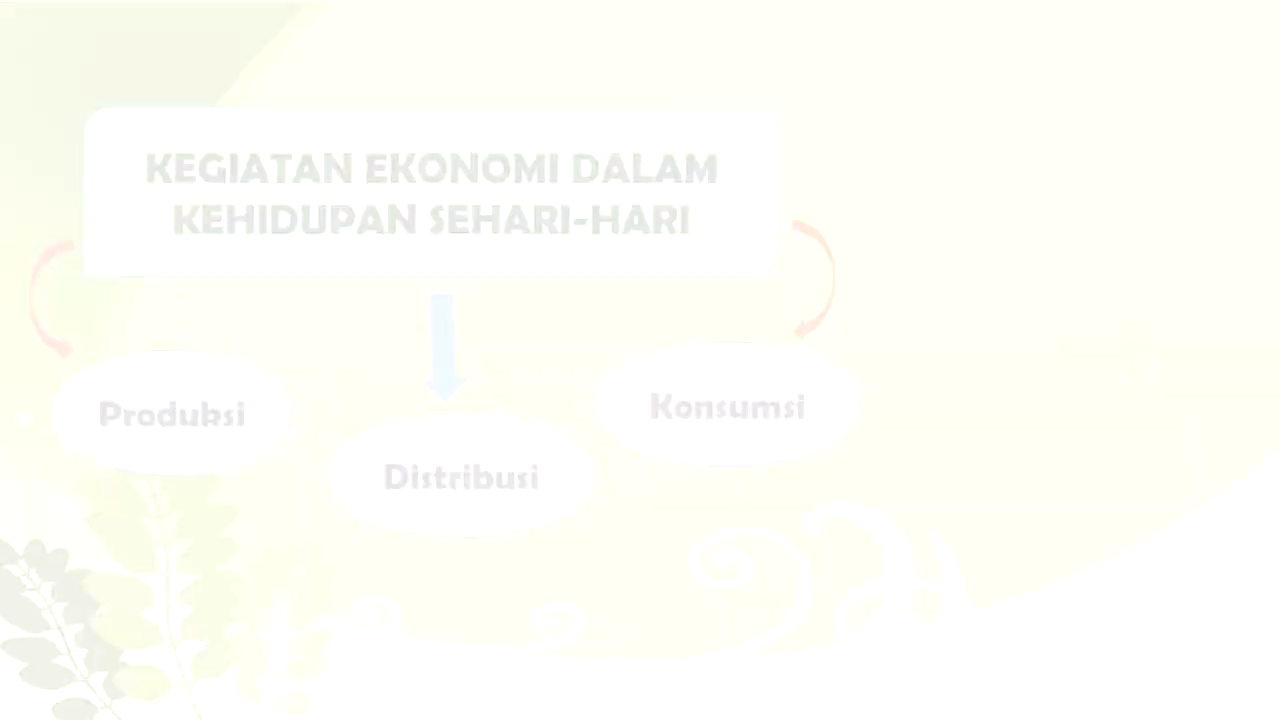 KEGIATAN EKONOMI DALAM
KEHIDUPAN SEHARI-HARI
Produksi
Distribusi
Konsumsi